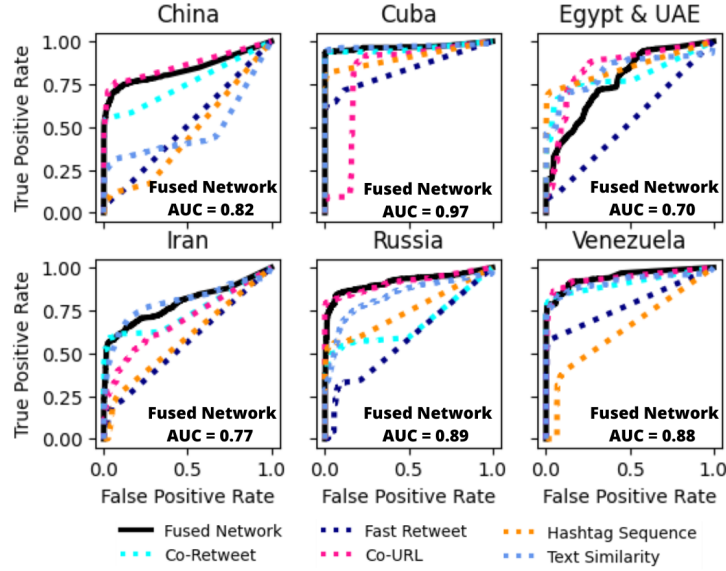 China Cuba Egypt & UAE
True Positive Rate
1.00
0.75
0.50
0.25
0.00
Fused Network
AUC = 0.82
Fused Network
AUC = 0.97
Fused Network
AUC = 0.70
Iran Russia Venezuela
True Positive Rate
1.00
0.75
0.50
0.25
0.00
Fused Network
AUC = 0.77
Fused Network
AUC = 0.89
Fused Network
AUC = 0.88
0.0 0.5 1.0 0.0 0.5 1.0 0.0 0.5 1.0
False Positive Rate False Positive Rate False Positive Rate
Fused Network Fast Retweet Hashtag Sequence
Co-Retweet Co-URL Text Similarity